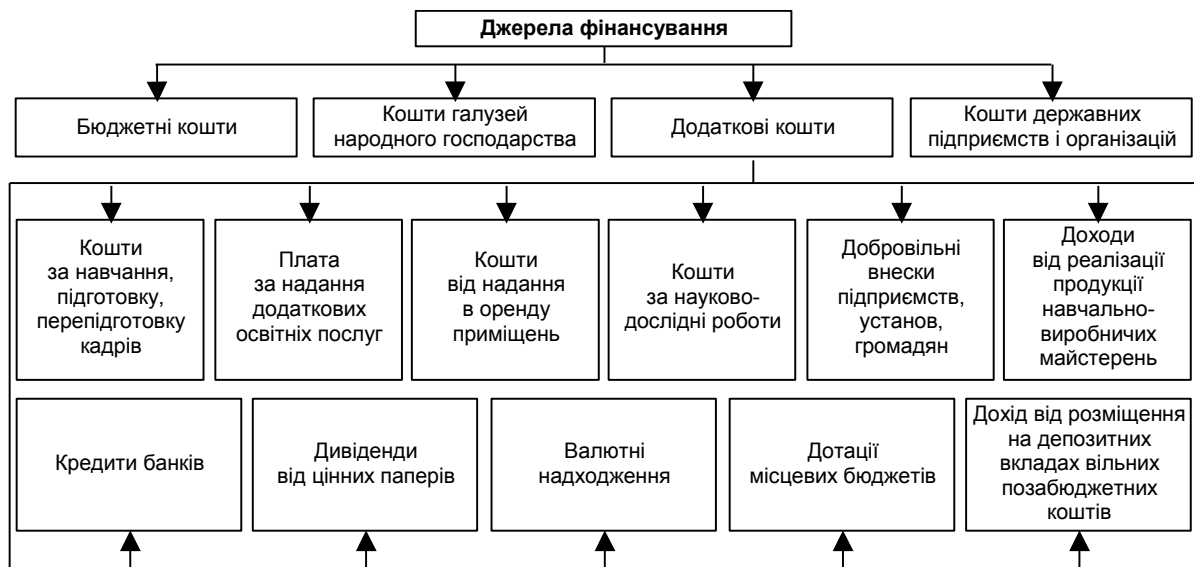 Джерела фінансування
Бюджетні кошти
Кошти галузей
народного господарства
Додаткові кошти
Кошти державних
підприємств і організацій
Кошти
за навчання,
підготовку,
перепідготовку
кадрів
Плата
за надання
додаткових
освітніх послуг
Кошти
від надання
в оренду
приміщень
Кошти
за науково-
дослідні роботи
Добровільні
внески
підприємств,
установ,
громадян
Доходи
від реалізації
продукції
навчально-
виробничих
майстерень
Кредити банків
Дивіденди
від цінних паперів
Валютні
надходження
Дотації
місцевих бюджетів
Дохід від розміщення
на депозитних
вкладах вільних
позабюджетних
коштів